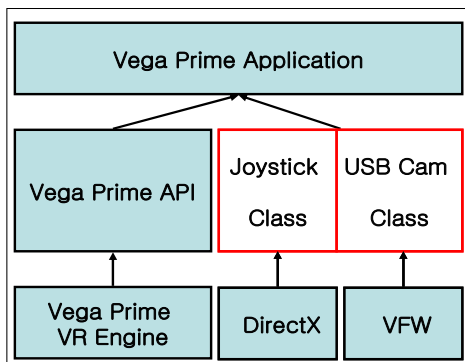 Vega Prime Application
Vega Prime API
Joystick
Class
USB Cam
Class
Vega Prime
VR Engine
DirectX
VFW